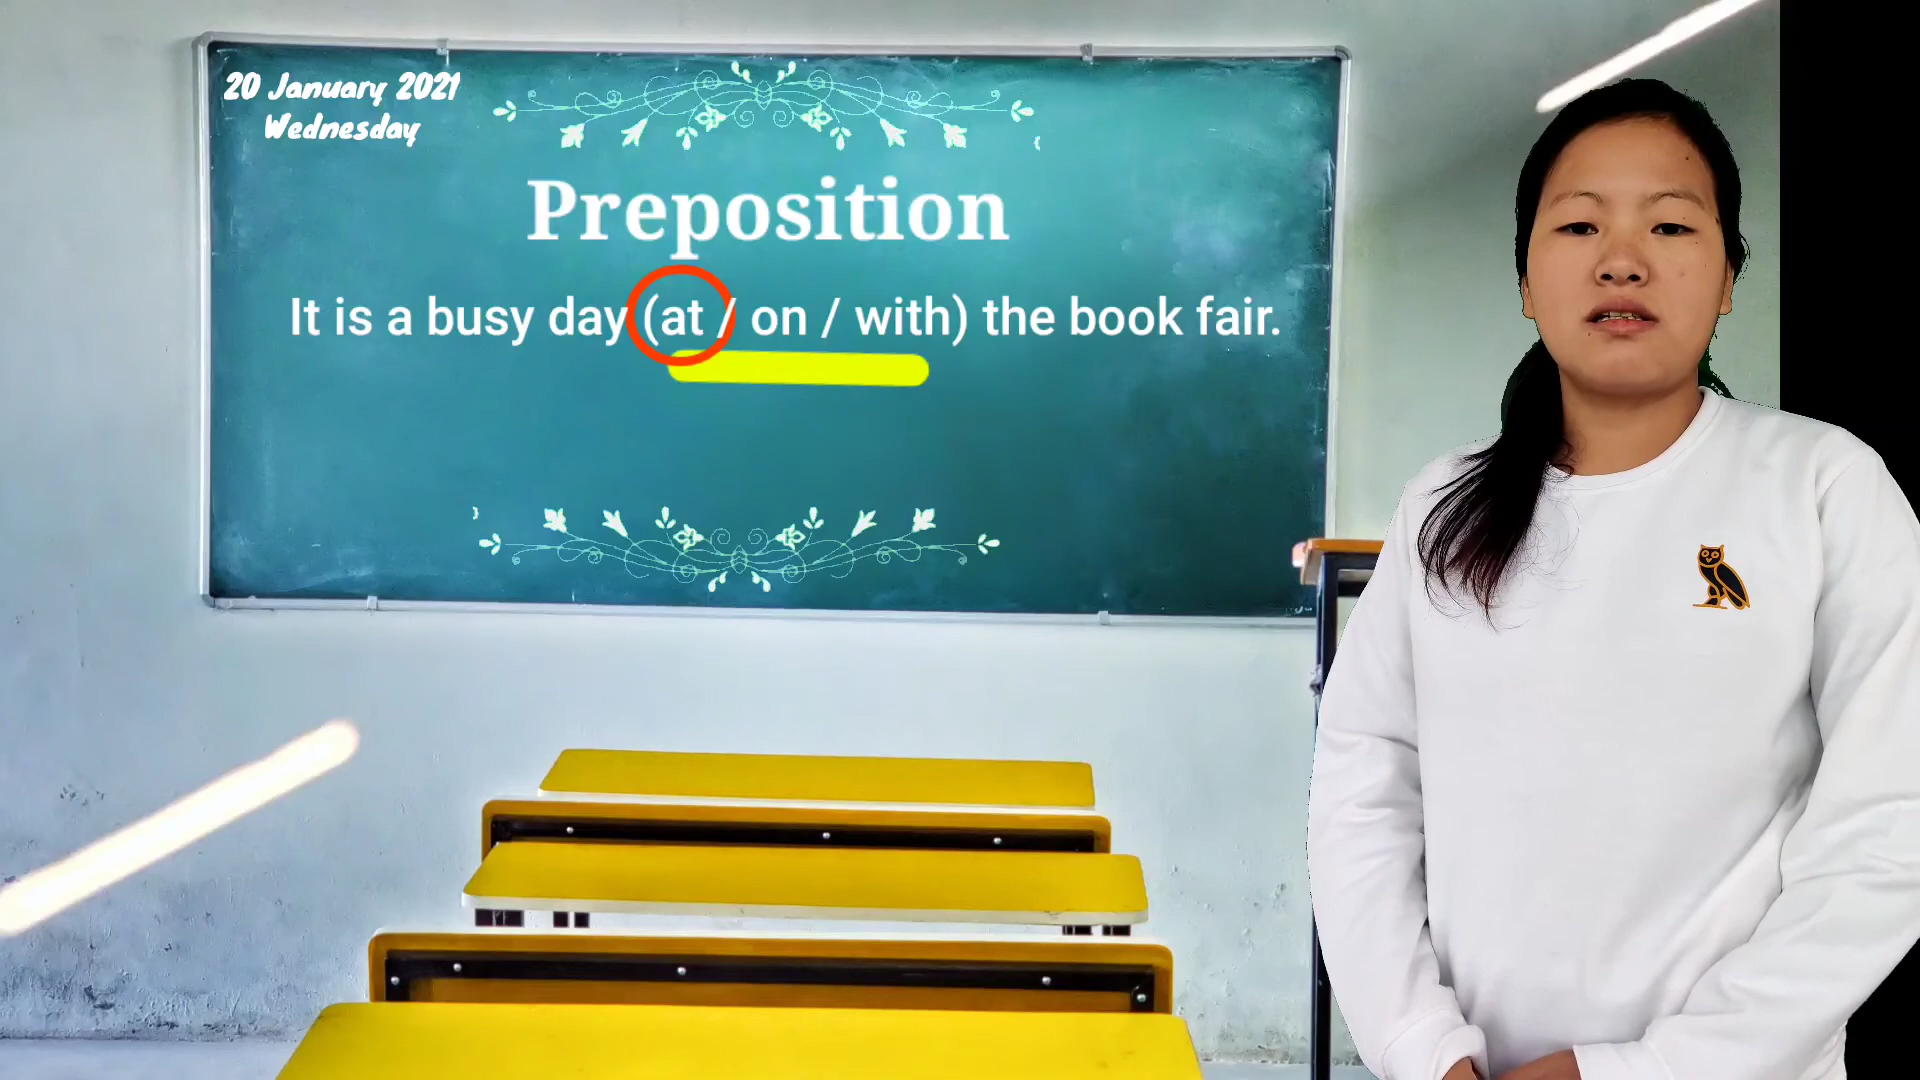 20 January 2021
Wednesday
Preposition
It is a busy day (at / on / with) the book fair.